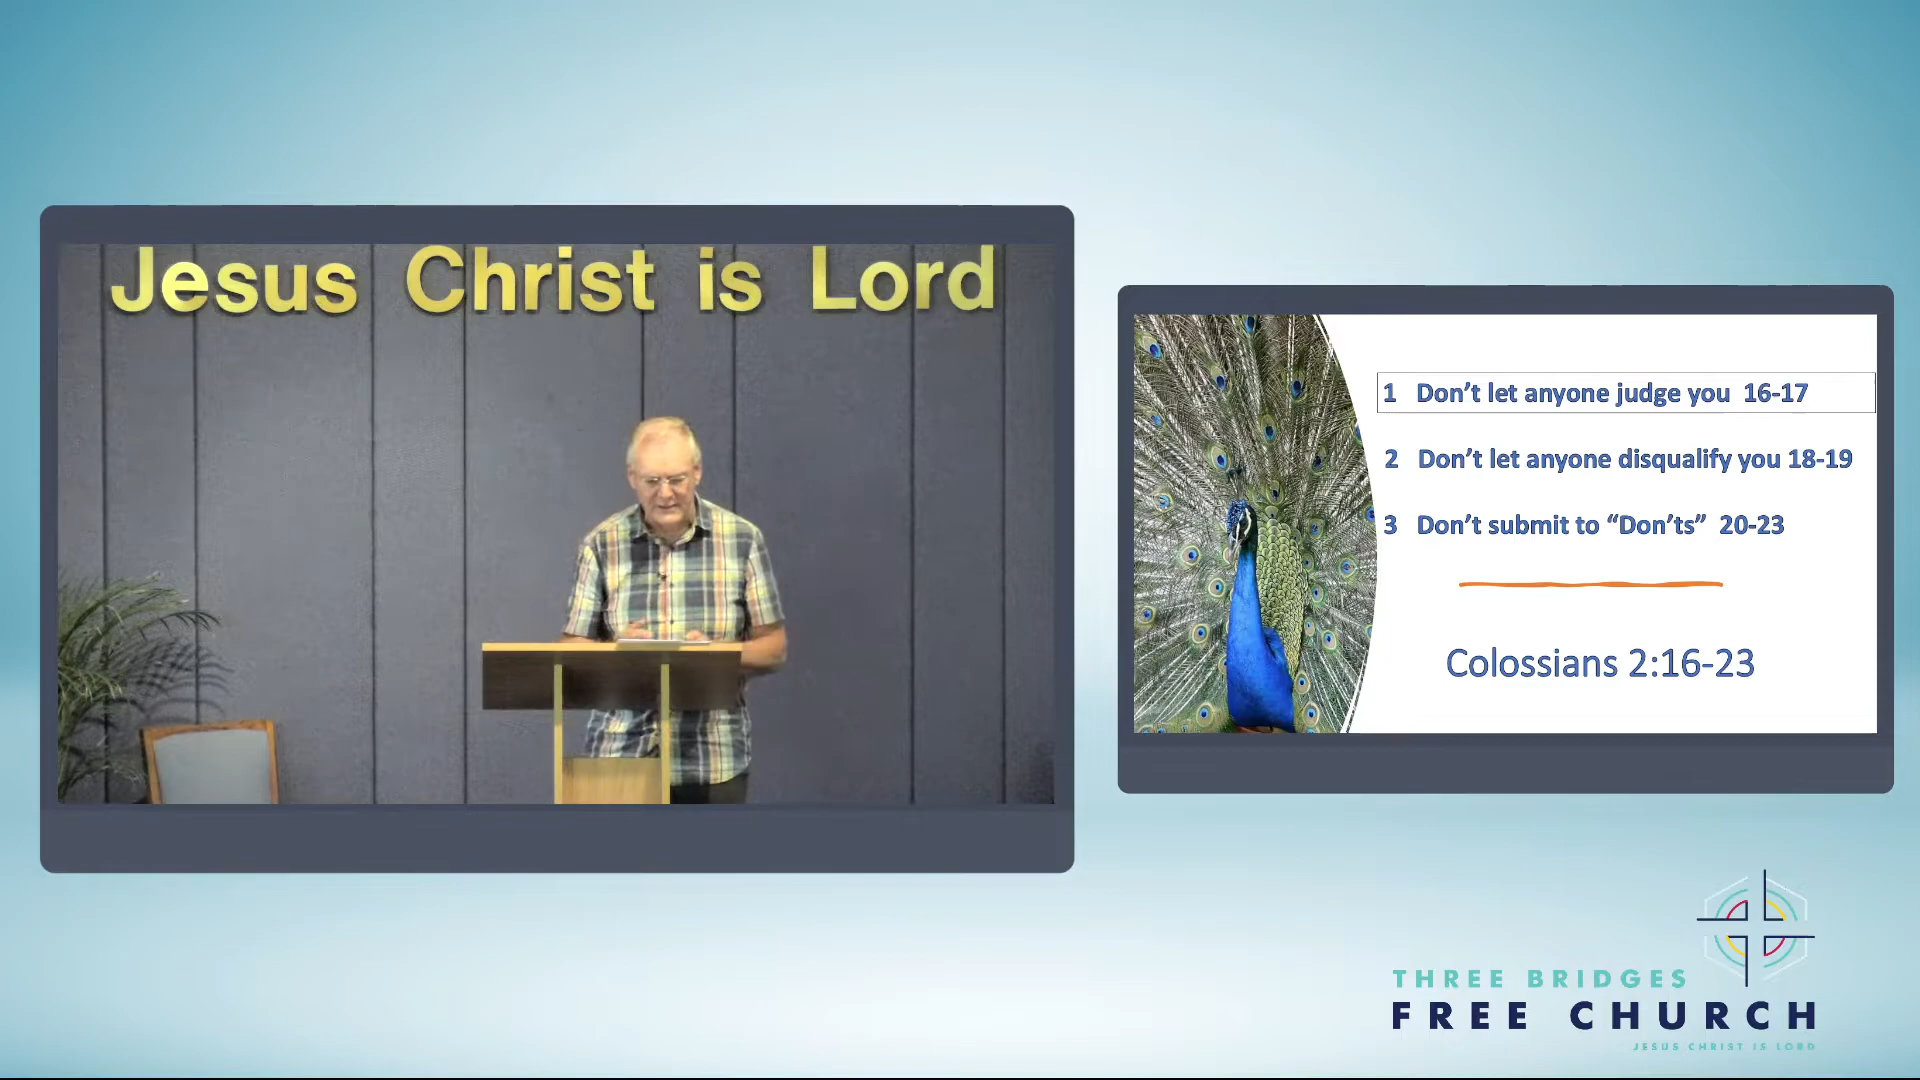 Jesus Christ is Lord
1 Don't let anyone judge you 16-17
2 Don't let anyone disqualify you 18-19
3 Don't submit to “Don'ts” 20-23
Colossians 2:16-23
THREE BRIDGES
FREE CHURCH
JESUS CHRIST IS LORD